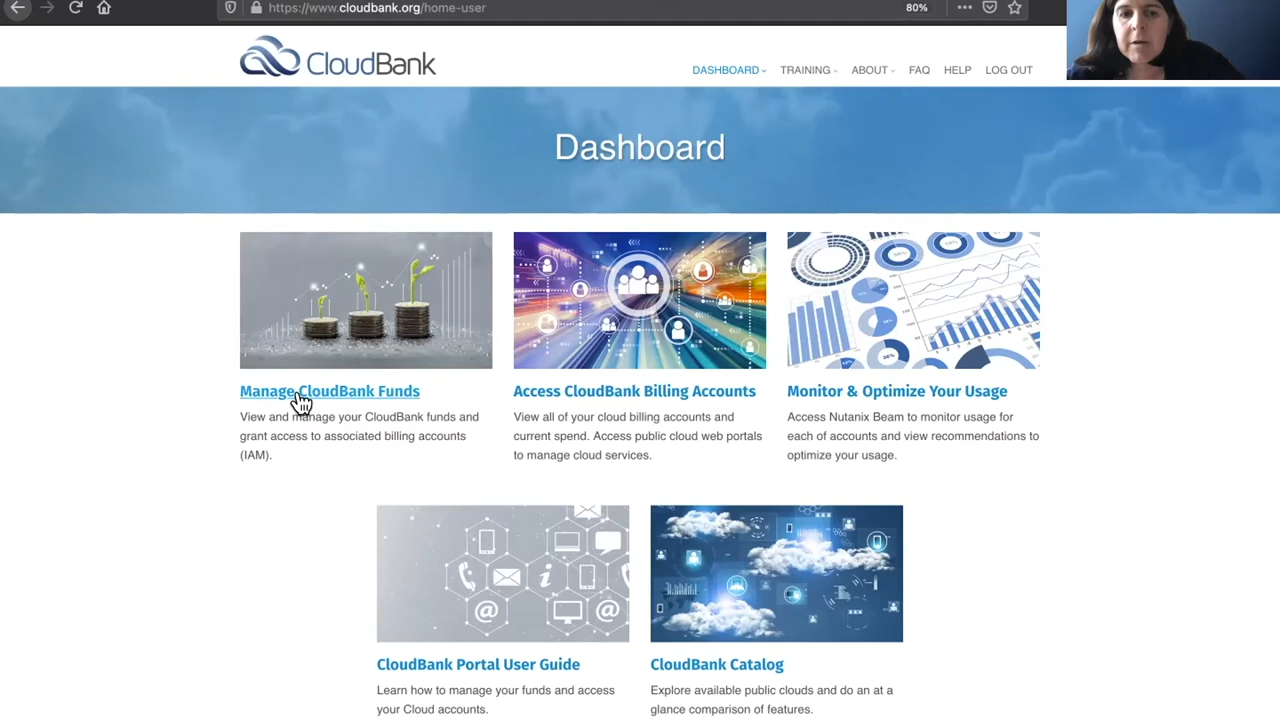 https://www.cloudbank.org/home-user
80%
CloudBank
DASHBOARD
TRAINING
ABOUT
FAQ
HELP
LOG OUT
Dashboard
Manage CloudBank Funds
View and manage your CloudBank funds and
grant access to associated billing accounts
(IAM).
Access CloudBank Billing Accounts
View all of your cloud billing accounts and
current spend. Access public cloud web portals
to manage cloud services.
Monitor & Optimize Your Usage
Access Nutanix Beam to monitor usage for
each of accounts and view recommendations to
optimize your usage.
CloudBank Portal User Guide
Learn how to manage your funds and access
your Cloud accounts.
CloudBank Catalog
Explore available public clouds and do an at a
glance comparison of features.